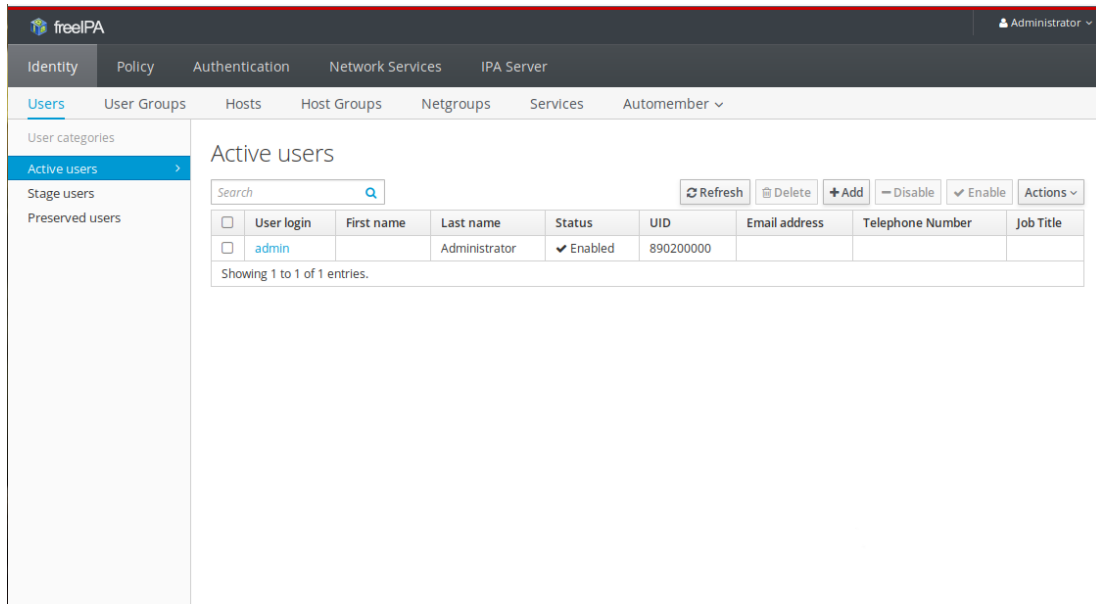 freeIPA Administrator
Identity Policy Authentication Network Services IPA Server
Users User Groups Hosts Host Groups Netgroups Services Automember
User categories
Active users
Stage users
Preserved users
Active users
Search Refresh Delete Add Disable Enable Actions
User login First name Last name Status UID Email address Telephone Number Job Title
admin Administrator Enabled 890200000
Showing 1 to 1 of 1 entries.